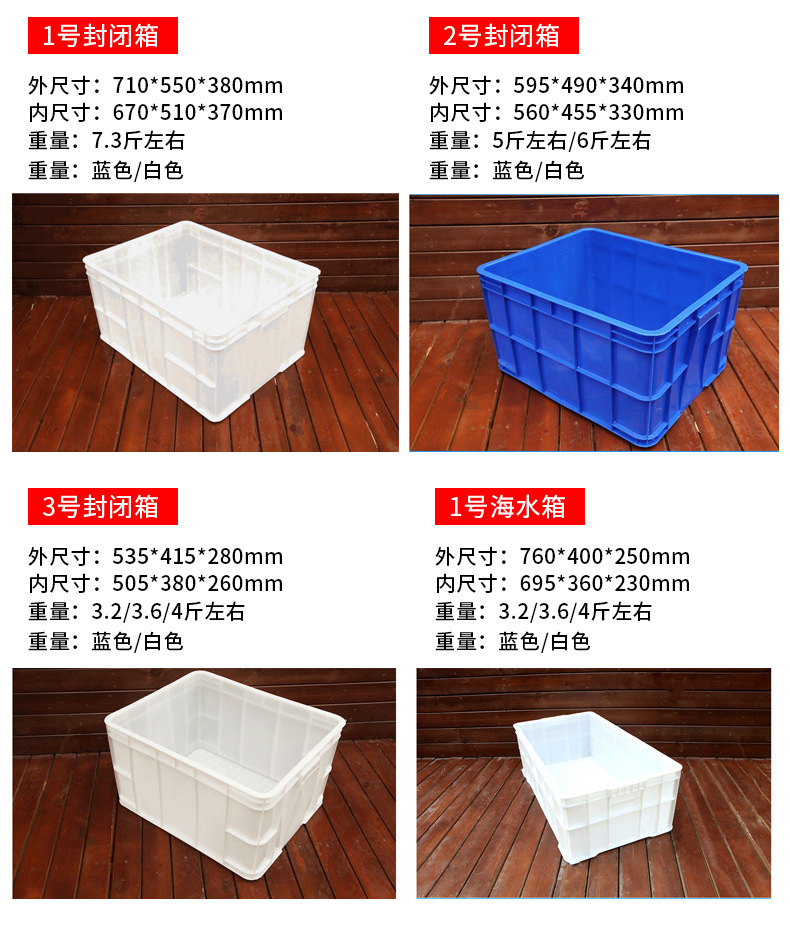 1号封闭箱
外尺寸：710*550*380mm
内尺寸：670*510*370mm
重量：7.3斤左右
重量：蓝色/白色
2号封闭箱
外尺寸：595*490*340mm
内尺寸：560*455*330mm
重量：5斤左右/6斤左右
重量：蓝色/白色
3号封闭箱
外尺寸：535*415*280mm
内尺寸：505*380*260mm
重量：3.2/3.6/4斤左右
重量：蓝色/白色
1号海水箱
外尺寸：760*400*250mm
内尺寸：695*360*230mm
重量：3.2/3.6/4斤左右
重量：蓝色/白色